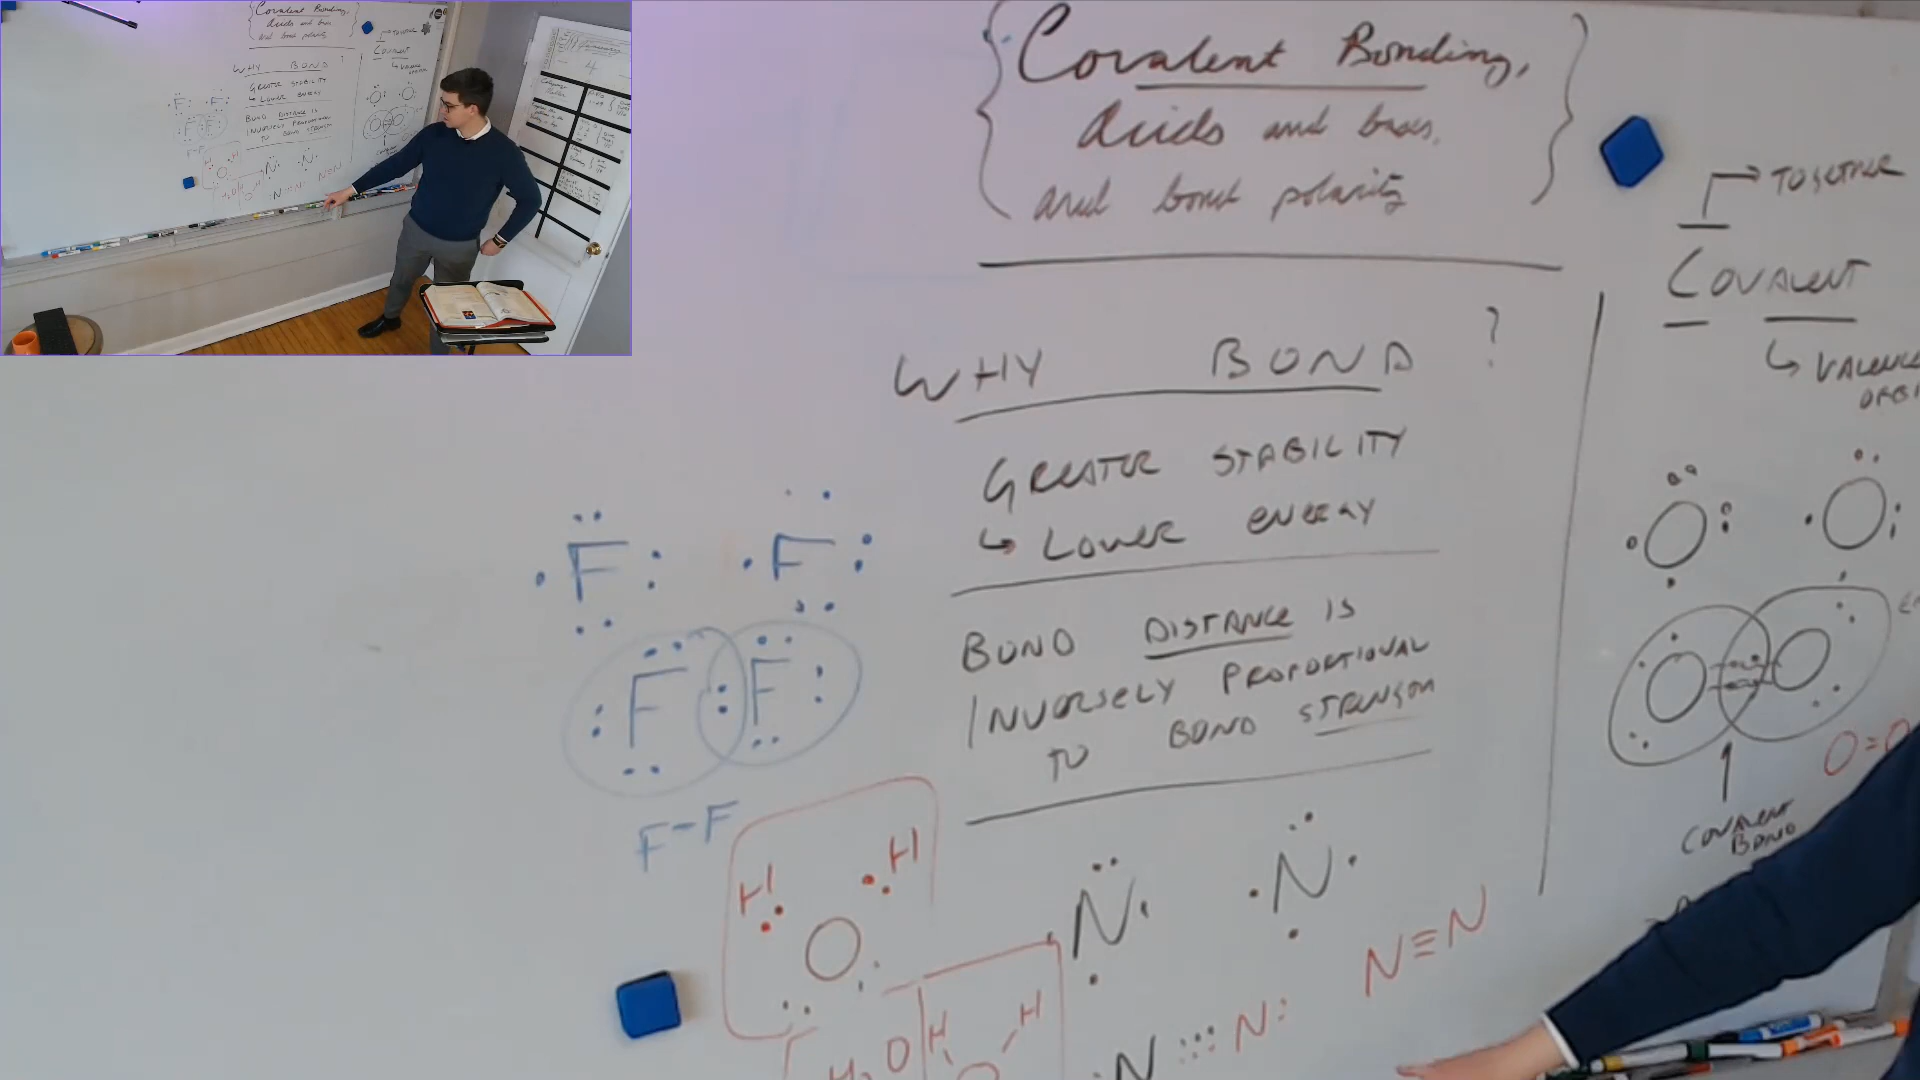 Covalent Bonding,
Acids and bases,
and bond polarity
WHY BOND ?
GREATER STABILITY
↳ LOWER ENERGY
BOND DISTANCE IS
INVERSELY PROPORTIONAL
TO BOND STRENGTH
TOGETHER
COVALENT
↳ VALENCE
O O
O O
O=O
COVALENT
BOND
F F
F F
F-F
H H
O
H₂O
H H
N N
N N
N≡N